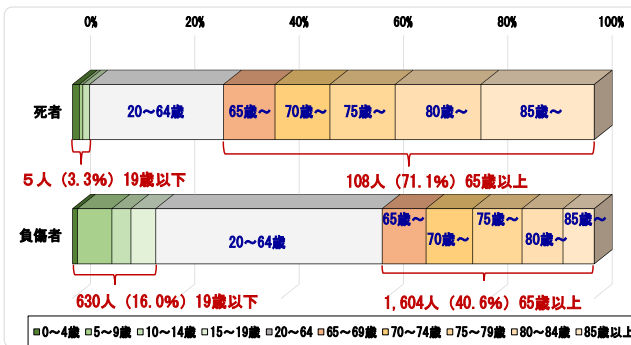 0% 20% 40% 60% 80% 100%
死者
20～64歳 65歳～ 70歳～ 75歳～ 80歳～ 85歳～
５人（3.3%）19歳以下
108人（71.1%）65歳以上
負傷者
20～64歳 65歳～ 70歳～ 75歳～ 80歳～ 85歳～
630人（16.0%）19歳以下
1,604人（40.6%）65歳以上
0～4歳 5～9歳 10～14歳 15～19歳 20～64 65～69歳 70～74歳 75～79歳 80～84歳 85歳以上